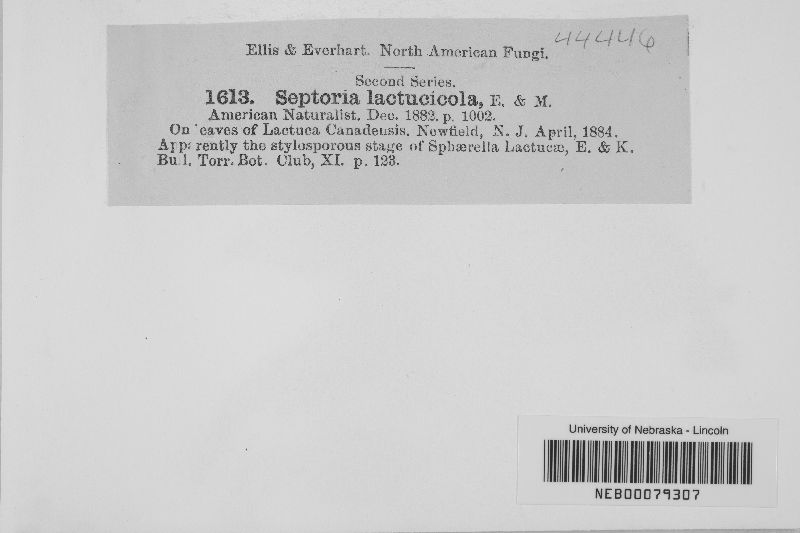 44446
Ellis & Everhart. North American Fungi.
Second Series.
1613. Septoria lactucicola, E. & M.
American Naturalist. Dec. 1882. p. 1002.
On leaves of Lactuca Canadensis. Newfield, N. J. April, 1884.
Apparently the stylosporous stage of Sphærella Lactucæ, E. & K.
Bull. Torr. Bot. Club, XI. p. 123.
University of Nebraska - Lincoln
NEB00079307